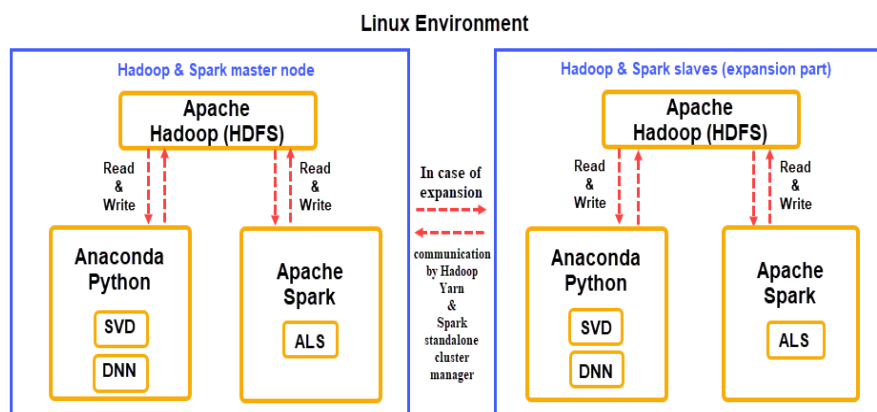 Linux Environment
Hadoop & Spark master node
Apache
Hadoop (HDFS)
Read
&
Write
Read
&
Write
Anaconda
Python
SVD
DNN
Apache
Spark
ALS
In case of
expansion
communication
by Hadoop
Yarn
&
Spark
standalone
cluster
manager
Hadoop & Spark slaves (expansion part)
Apache
Hadoop (HDFS)
Read
&
Write
Read
&
Write
Anaconda
Python
SVD
DNN
Apache
Spark
ALS